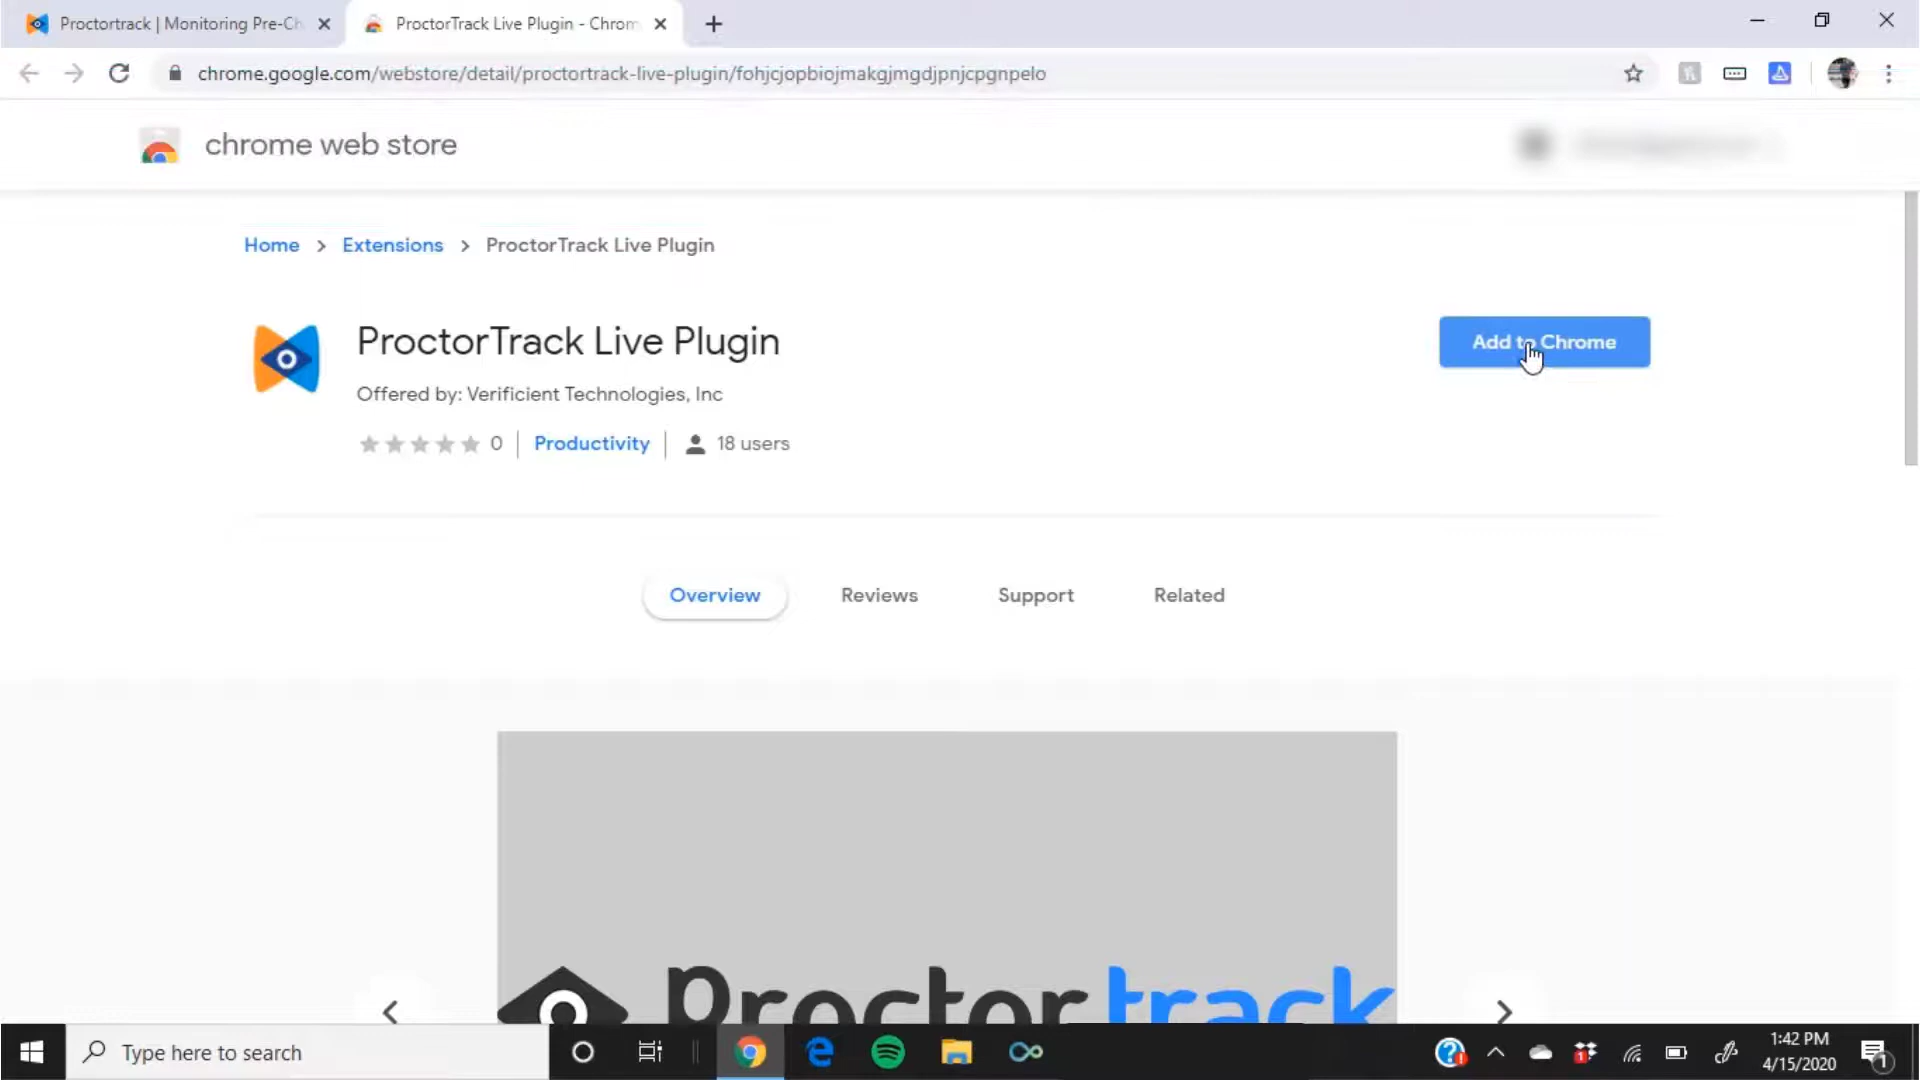 Proctortrack | Monitoring Pre-Ch
ProctorTrack Live Plugin - Chrom
chrome.google.com/webstore/detail/proctortrack-live-plugin/fohjcjopbiojmakgjmgdjpnjcpgnpelo
chrome web store
Home > Extensions > ProctorTrack Live Plugin
ProctorTrack Live Plugin
Add to Chrome
Offered by: Verificient Technologies, Inc
0 | Productivity | 18 users
Overview
Reviews
Support
Related
proctortrack
Type here to search
1:42 PM
4/15/2020
1
1